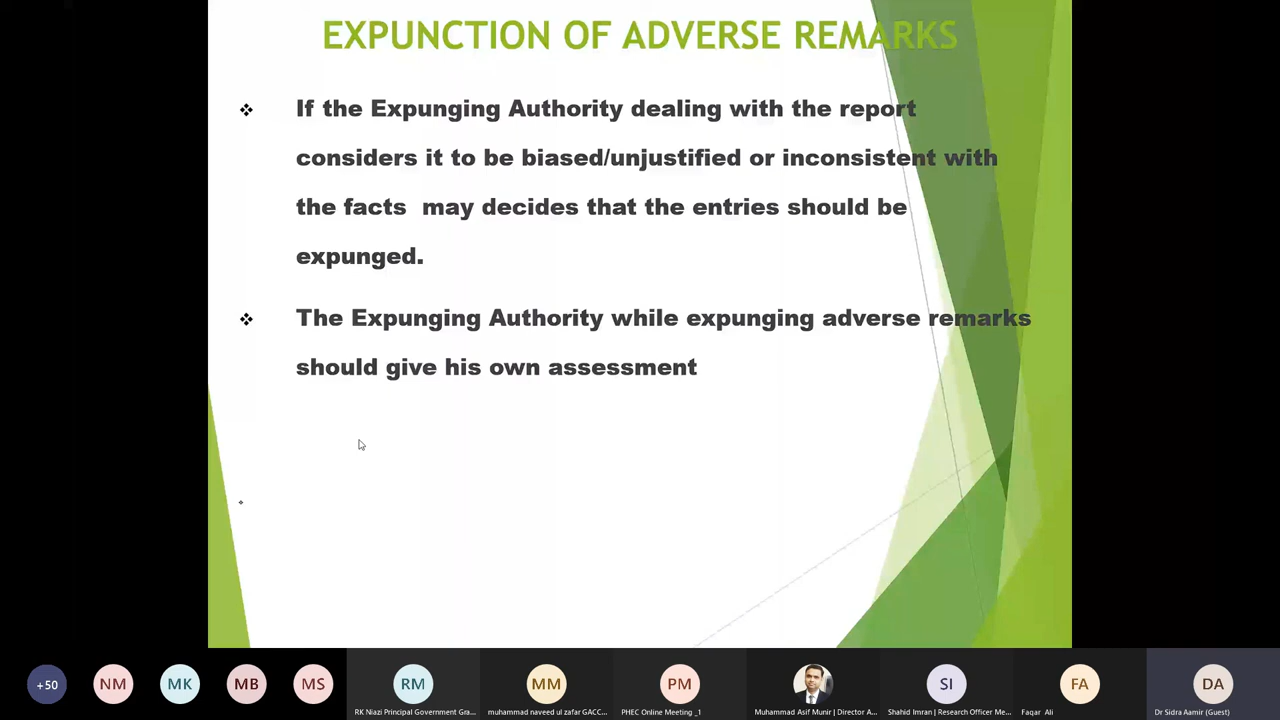 EXPUNCTION OF ADVERSE REMARKS
If the Expunging Authority dealing with the report
considers it to be biased/unjustified or inconsistent with
the facts  may decides that the entries should be
expunged.
The Expunging Authority while expunging adverse remarks
should give his own assessment
+50
NM
MK
MB
MS
RM
MM
PM
SI
FA
DA
RK Niazi Principal Government Gra...
muhammad naveed ul zafar GACC...
PHEC Online Meeting _1
Muhammad Asif Munir | Director A...
Shahid Imran | Research Officer Me...
Faqar Ali
Dr Sidra Aamir (Guest)